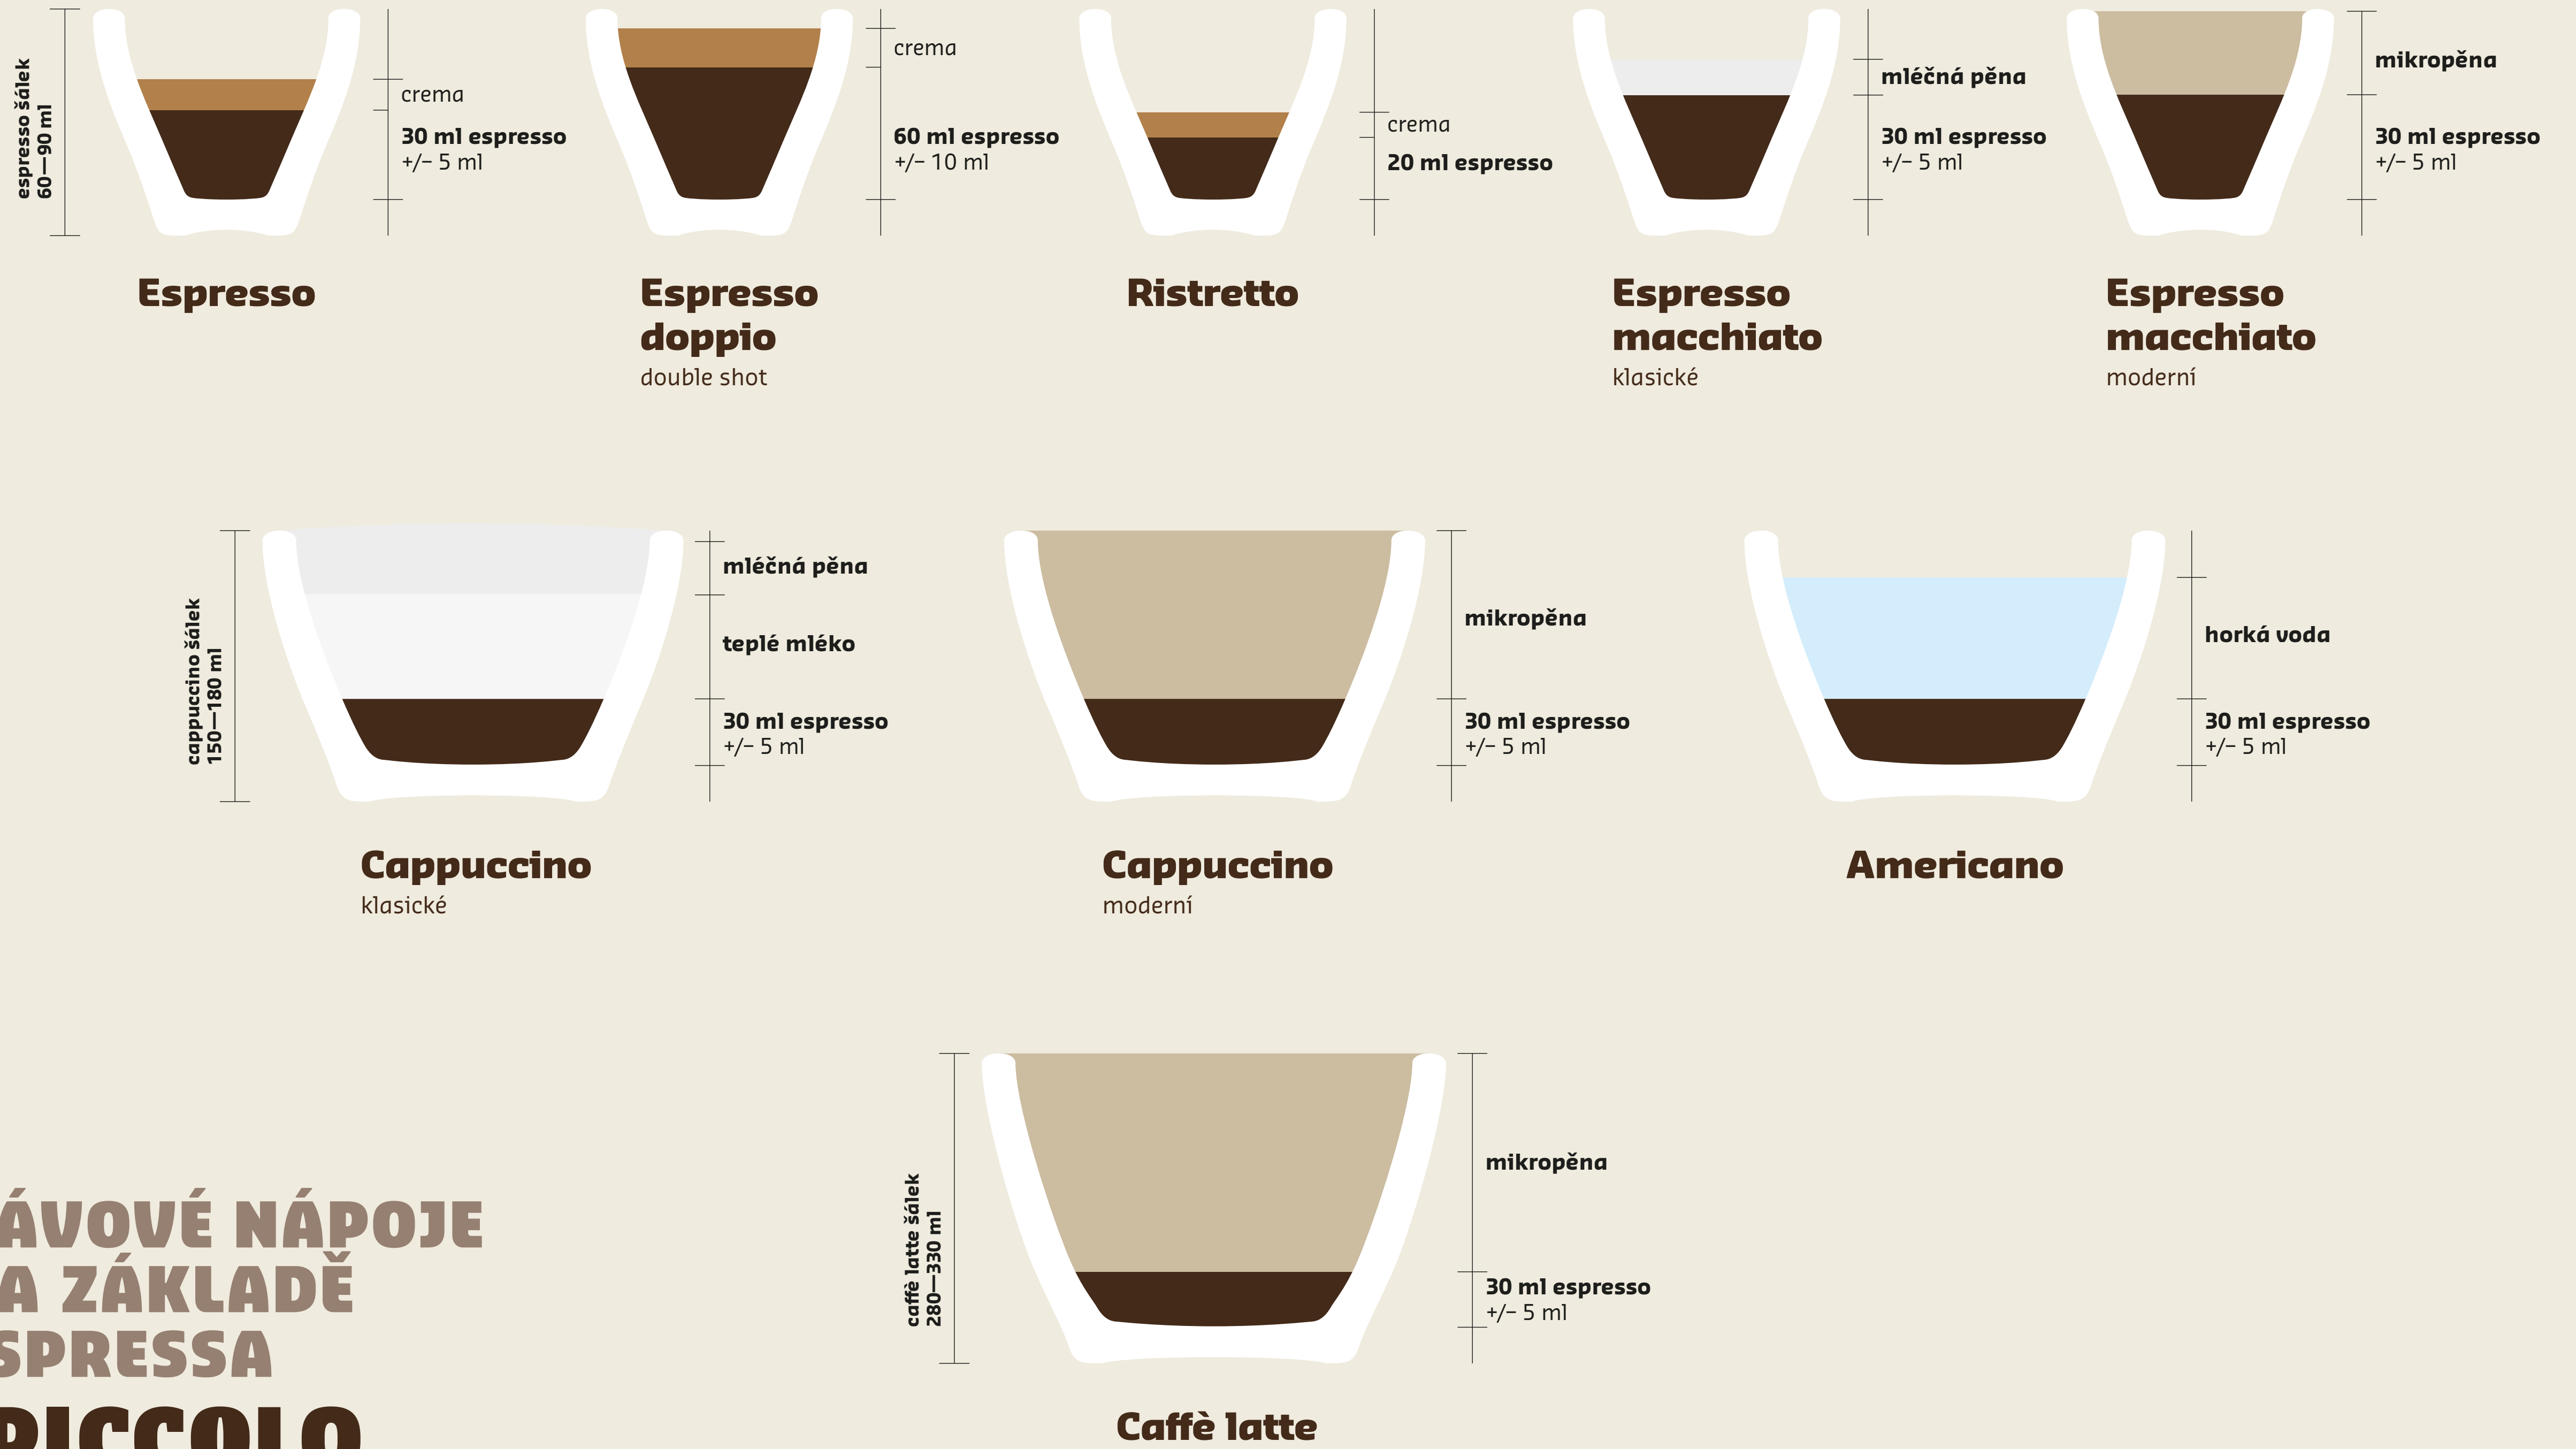 espresso šálek
60—90 ml
crema
30 ml espresso
+/− 5 ml
Espresso
crema
60 ml espresso
+/− 10 ml
Espresso
doppio
double shot
crema
20 ml espresso
Ristretto
mléčná pěna
30 ml espresso
+/− 5 ml
Espresso
macchiato
klasické
mikropěna
30 ml espresso
+/− 5 ml
Espresso
macchiato
moderní
cappuccino šálek
150—180 ml
mléčná pěna
teplé mléko
30 ml espresso
+/− 5 ml
Cappuccino
klasické
mikropěna
30 ml espresso
+/− 5 ml
Cappuccino
moderní
horká voda
30 ml espresso
+/− 5 ml
Americano
caffè latte šálek
280—330 ml
mikropěna
30 ml espresso
+/− 5 ml
Caffè latte
ÁVOVÉ NÁPOJE
A ZÁKLADĚ
SPRESSA
PICCOLO